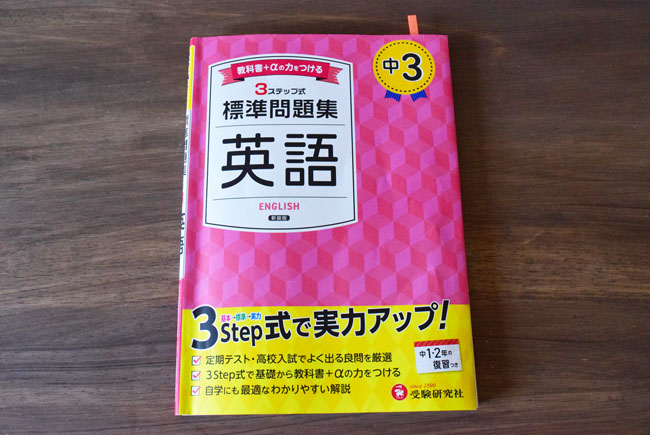 教科書+αの力をつける
中3
3ステップ式
標準問題集
英語
ENGLISH
新装版
基本→標準→実力
3Step式で実力アップ!
定期テスト・高校入試でよく出る良問を厳選
3Step式で基礎から教科書+αの力をつける
自学にも最適なわかりやすい解説
中1・2年の
復習つき
since 1890
受験研究社